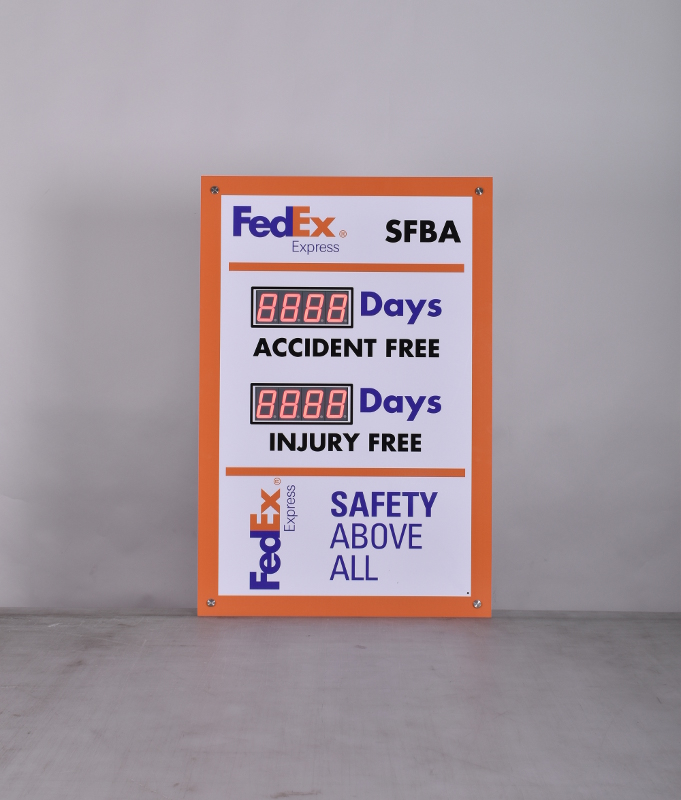 FedEx® SFBA
Express
8888 Days
ACCIDENT FREE
8888 Days
INJURY FREE
FedEx®
Express
SAFETY
ABOVE
ALL